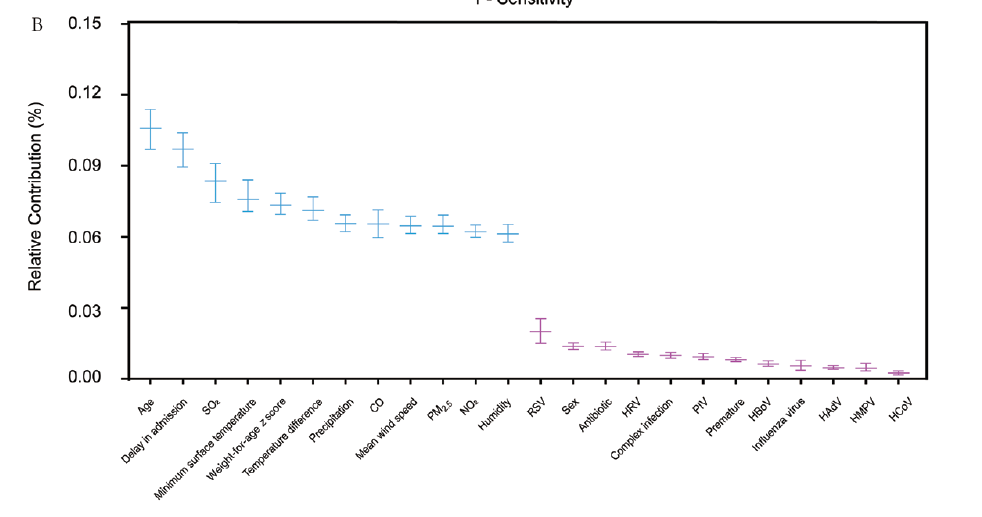 1 - Sensitivity
B
Relative Contribution (%)
0.15
0.12
0.09
0.06
0.03
0.00
Age
Delay in admission
SO₂
Minimum surface temperature
Weight-for-age z score
Temperature difference
Precipitation
CO
Mean wind speed
PM₂.₅
NO₂
Humidity
RSV
Sex
Antibiotic
HRV
Complex infection
PIV
Premature
HBoV
Influenza virus
HAdV
HMPV
HCoV